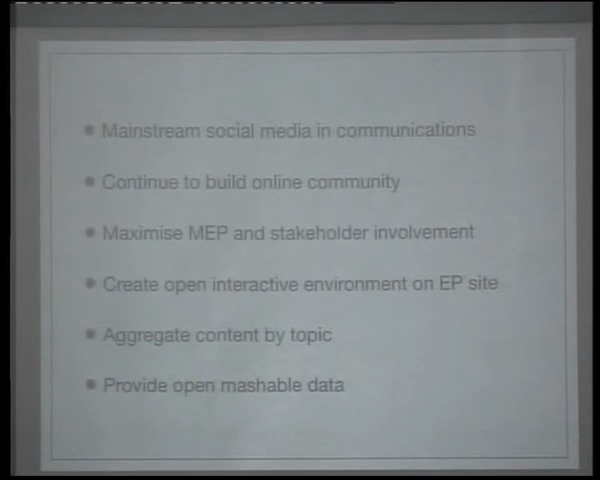 Mainstream social media in communications
Continue to build online community
Maximise MEP and stakeholder involvement
Create open interactive environment on EP site
Aggregate content by topic
Provide open mashable data